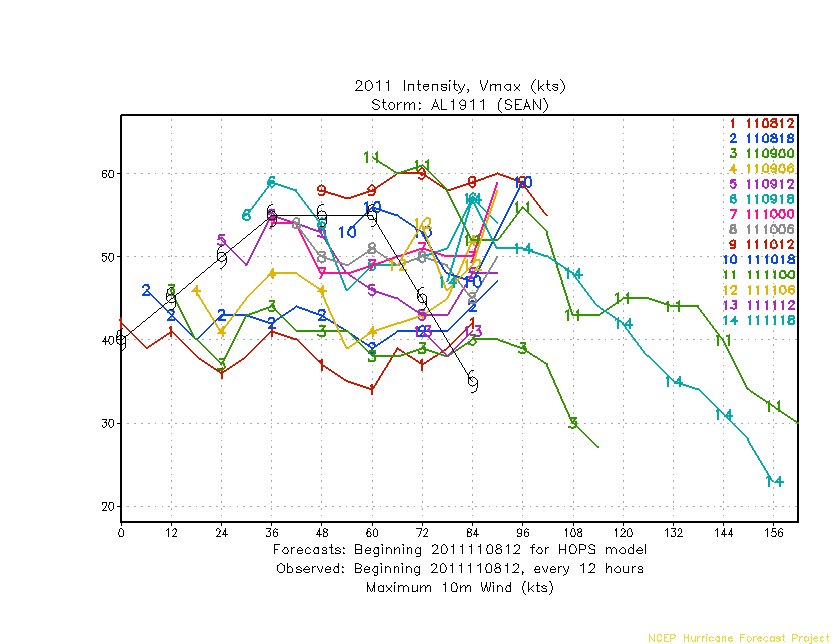 2011 Intensity, Vmax (kts)
Storm: AL1911 (SEAN)
1 110812
2 110818
3 110900
4 110906
5 110912
6 110918
7 111000
8 111006
9 111012
10 111018
11 111100
12 111106
13 111112
14 111118
60
50
40
30
20
0 12 24 36 48 60 72 84 96 108 120 132 144 156
Forecasts: Beginning 2011110812 for HOPS model
Observed: Beginning 2011110812, every 12 hours
Maximum 10m Wind (kts)
NCEP Hurricane Forecast Project